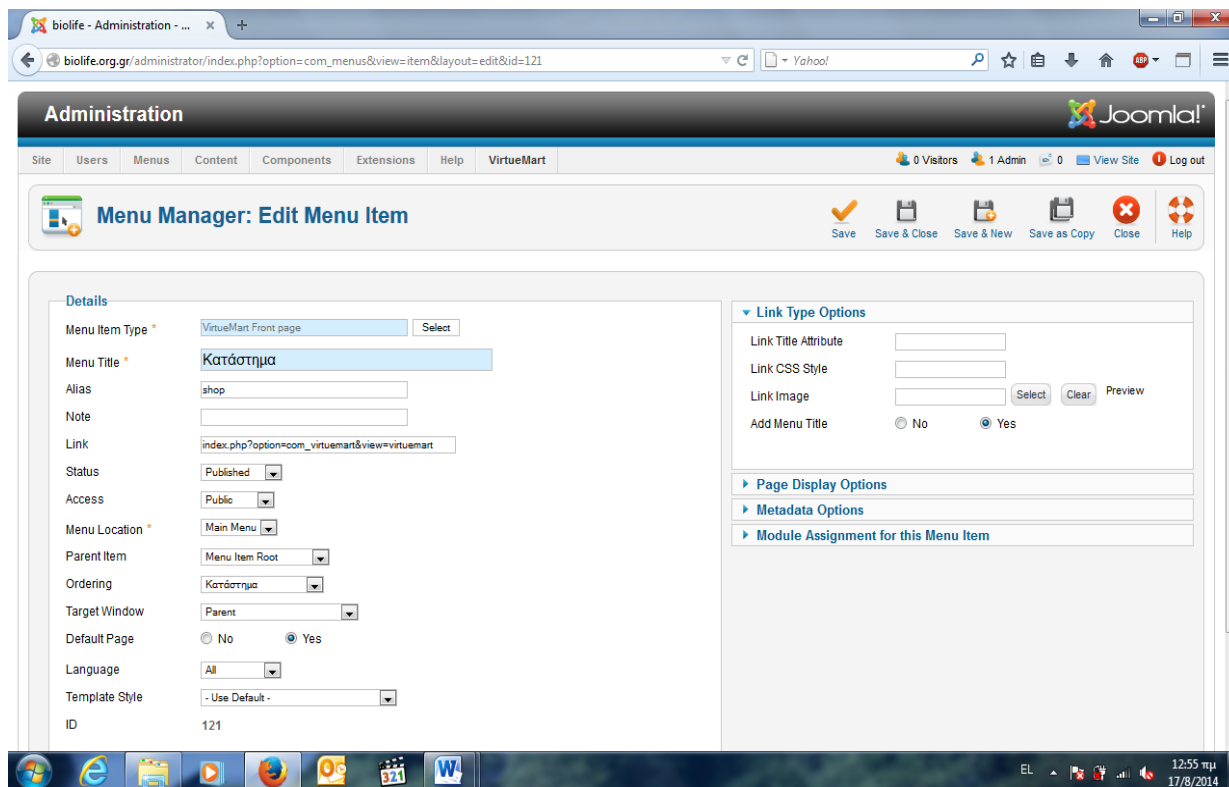 biolife - Administration - ...
biolife.org.gr/administrator/index.php?option=com_menus&view=item&layout=edit&id=121
Yahoo!
ABP
Administration
Joomla!
Site Users Menus Content Components Extensions Help VirtueMart
0 Visitors 1 Admin 0 View Site Log out
Menu Manager: Edit Menu Item
Save Save & Close Save & New Save as Copy Close Help
Details
Menu Item Type * VirtueMart Front page Select
Menu Title * Κατάστημα
Alias shop
Note
Link index.php?option=com_virtuemart&view=virtuemart
Status Published
Access Public
Menu Location * Main Menu
Parent Item Menu Item Root
Ordering Κατάστημα
Target Window Parent
Default Page No Yes
Language All
Template Style - Use Default -
ID 121
Link Type Options
Link Title Attribute
Link CSS Style
Link Image Select Clear Preview
Add Menu Title No Yes
Page Display Options
Metadata Options
Module Assignment for this Menu Item
321
W
EL
12:55 πμ
17/8/2014